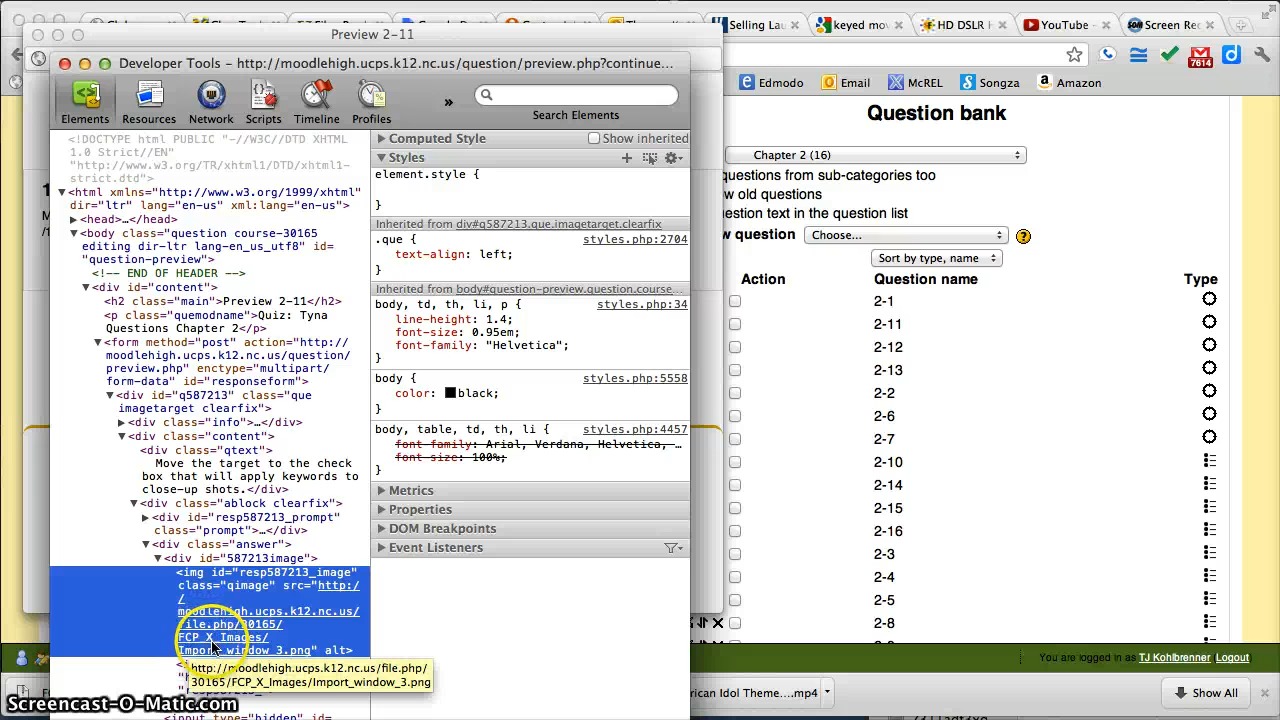 Selling Lau
keyed mov
HD DSLR
YouTube -
Screen Re
Preview 2-11
Developer Tools - http://moodlehigh.ucps.k12.nc.us/question/preview.php?continue...
7614
Elements
Resources
Network
Scripts
Timeline
Profiles
»
Search Elements
Edmodo
Email
McREL
Songza
Amazon
<!DOCTYPE html PUBLIC "-//W3C//DTD XHTML
1.0 Strict//EN"
"http://www.w3.org/TR/xhtml1/DTD/xhtml1-
strict.dtd">
<html xmlns="http://www.w3.org/1999/xhtml"
dir="ltr" lang="en-us" xml:lang="en-us">
<head>…</head>
<body class="question course-30165
editing dir-ltr lang-en_us_utf8" id=
"question-preview">
<!-- END OF HEADER -->
<div id="content">
<h2 class="main">Preview 2-11</h2>
<p class="quemodname">Quiz: Tyna
Questions Chapter 2</p>
<form method="post" action="http://
moodlehigh.ucps.k12.nc.us/question/
preview.php" enctype="multipart/
form-data" id="responseform">
<div id="q587213" class="que
imagetarget clearfix">
<div class="info">…</div>
<div class="content">
<div class="qtext">
Move the target to the check
box that will apply keywords to
close-up shots.</div>
<div class="ablock clearfix">
<div id="resp587213_prompt"
class="prompt">…</div>
<div class="answer">
<div id="587213image">
<img id="resp587213_image"
class="qimage" src="http:/
/
moodlehigh.ucps.k12.nc.us/
file.php/30165/
FCP_X_Images/
Import_window_3.png" alt>
http://moodlehigh.ucps.k12.nc.us/file.php/
30165/FCP_X_Images/Import_window_3.png
<input type="hidden" id=
Computed Style
Show inherited
Styles
element.style {
}
Inherited from div#q587213.que.imagetarget.clearfix
.que {
styles.php:2704
text-align: left;
}
Inherited from body#question-preview.question.course…
body, td, th, li, p {
styles.php:34
line-height: 1.4;
font-size: 0.95em;
font-family: "Helvetica";
}
body {
styles.php:5558
color: black;
}
body, table, td, th, li {
styles.php:4457
font-family: Arial, Verdana, Helvetica, …
font-size: 100%;
}
Metrics
Properties
DOM Breakpoints
Event Listeners
Question bank
Chapter 2 (16)
questions from sub-categories too
w old questions
estion text in the question list
w question
Choose...
Sort by type, name
Action
Question name
Type
2-1
2-11
2-12
2-13
2-2
2-6
2-7
2-10
2-14
2-15
2-16
2-3
2-4
2-5
2-8
You are logged in as TJ Kohlbrenner (Logout)
rican Idol Theme....mp4
Show All
Screencast-O-Matic.com